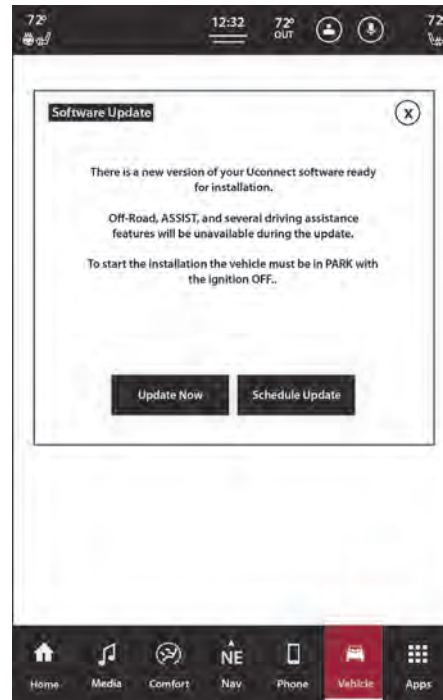 72º 12:32 72º OUT 72
Software Update X
There is a new version of your Uconnect software ready
for installation.
Off-Road, ASSIST, and several driving assistance
features will be unavailable during the update.
To start the installation the vehicle must be in PARK with
the ignition OFF..
Update Now Schedule Update
NE
Home Media Comfort Nav Phone Vehicle Apps